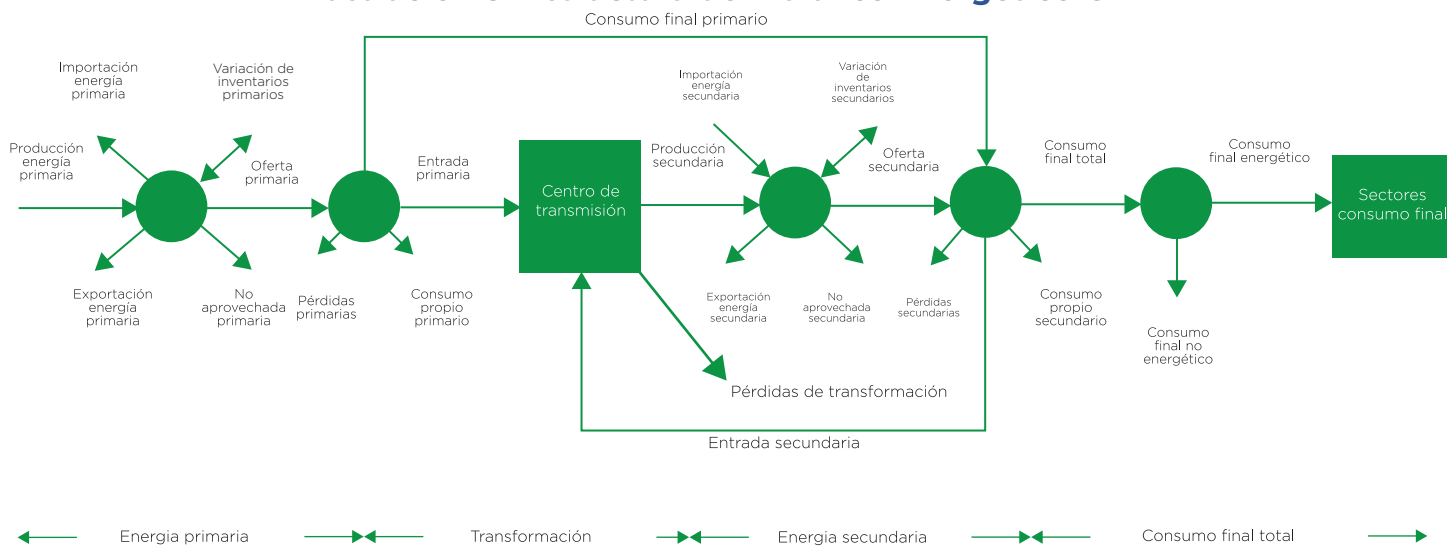 Consumo final primario
Importación
energía
primaria
Variación de
inventarios
primarios
Importación
energía
secundaria
Variación
de
inventarios
secundarios
Producción
energía
primaria
Oferta
primaria
Entrada
primaria
Centro de
transmisión
Producción
secundaria
Oferta
secundaria
Consumo
final total
Consumo
final energético
Sectores
consumo final
Exportación
energía
primaria
No
aprovechada
primaria
Pérdidas
primarias
Consumo
propio
primario
Exportación
energía
secundaria
No
aprovechada
secundaria
Pérdidas
secundarias
Consumo
propio
secundario
Consumo
final no
energético
Pérdidas de transformación
Entrada secundaria
Energia primaria
Transformación
Energia secundaria
Consumo final total